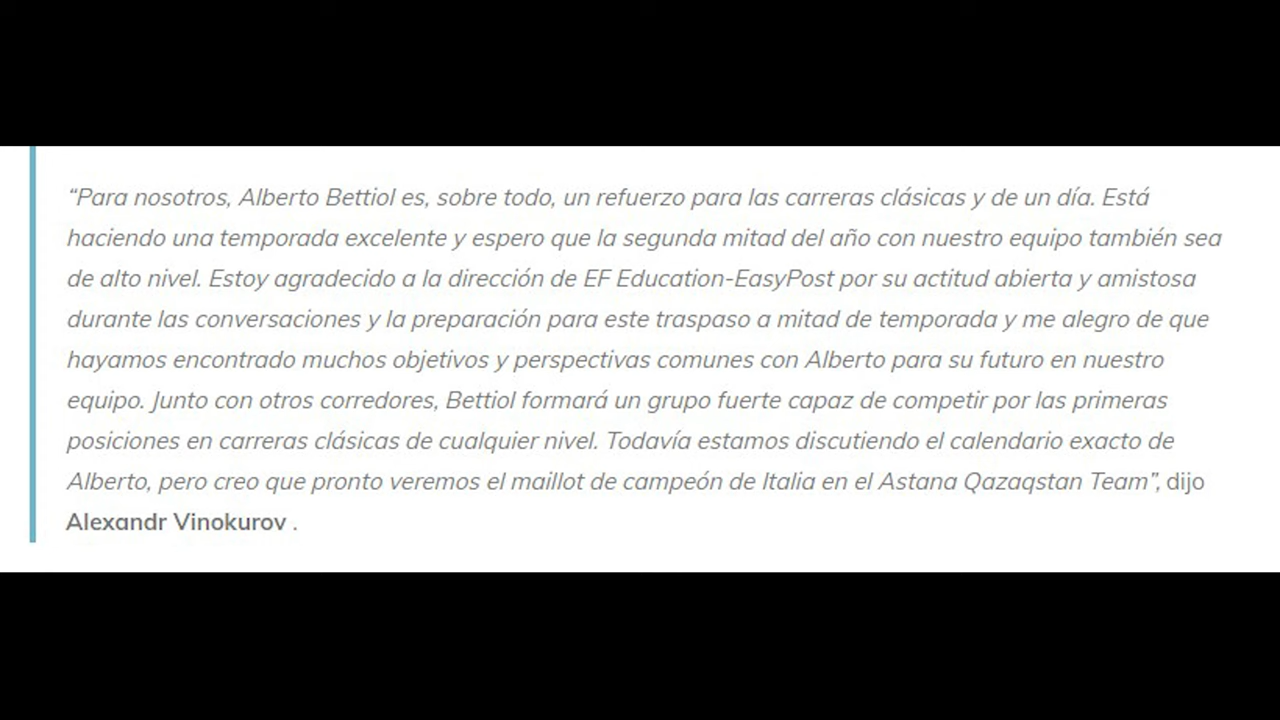 “Para nosotros, Alberto Bettiol es, sobre todo, un refuerzo para las carreras clásicas y de un día. Está
haciendo una temporada excelente y espero que la segunda mitad del año con nuestro equipo también sea
de alto nivel. Estoy agradecido a la dirección de EF Education-EasyPost por su actitud abierta y amistosa
durante las conversaciones y la preparación para este traspaso a mitad de temporada y me alegro de que
hayamos encontrado muchos objetivos y perspectivas comunes con Alberto para su futuro en nuestro
equipo. Junto con otros corredores, Bettiol formará un grupo fuerte capaz de competir por las primeras
posiciones en carreras clásicas de cualquier nivel. Todavía estamos discutiendo el calendario exacto de
Alberto, pero creo que pronto veremos el maillot de campeón de Italia en el Astana Qazaqstan Team”, dijo
Alexandr Vinokurov .